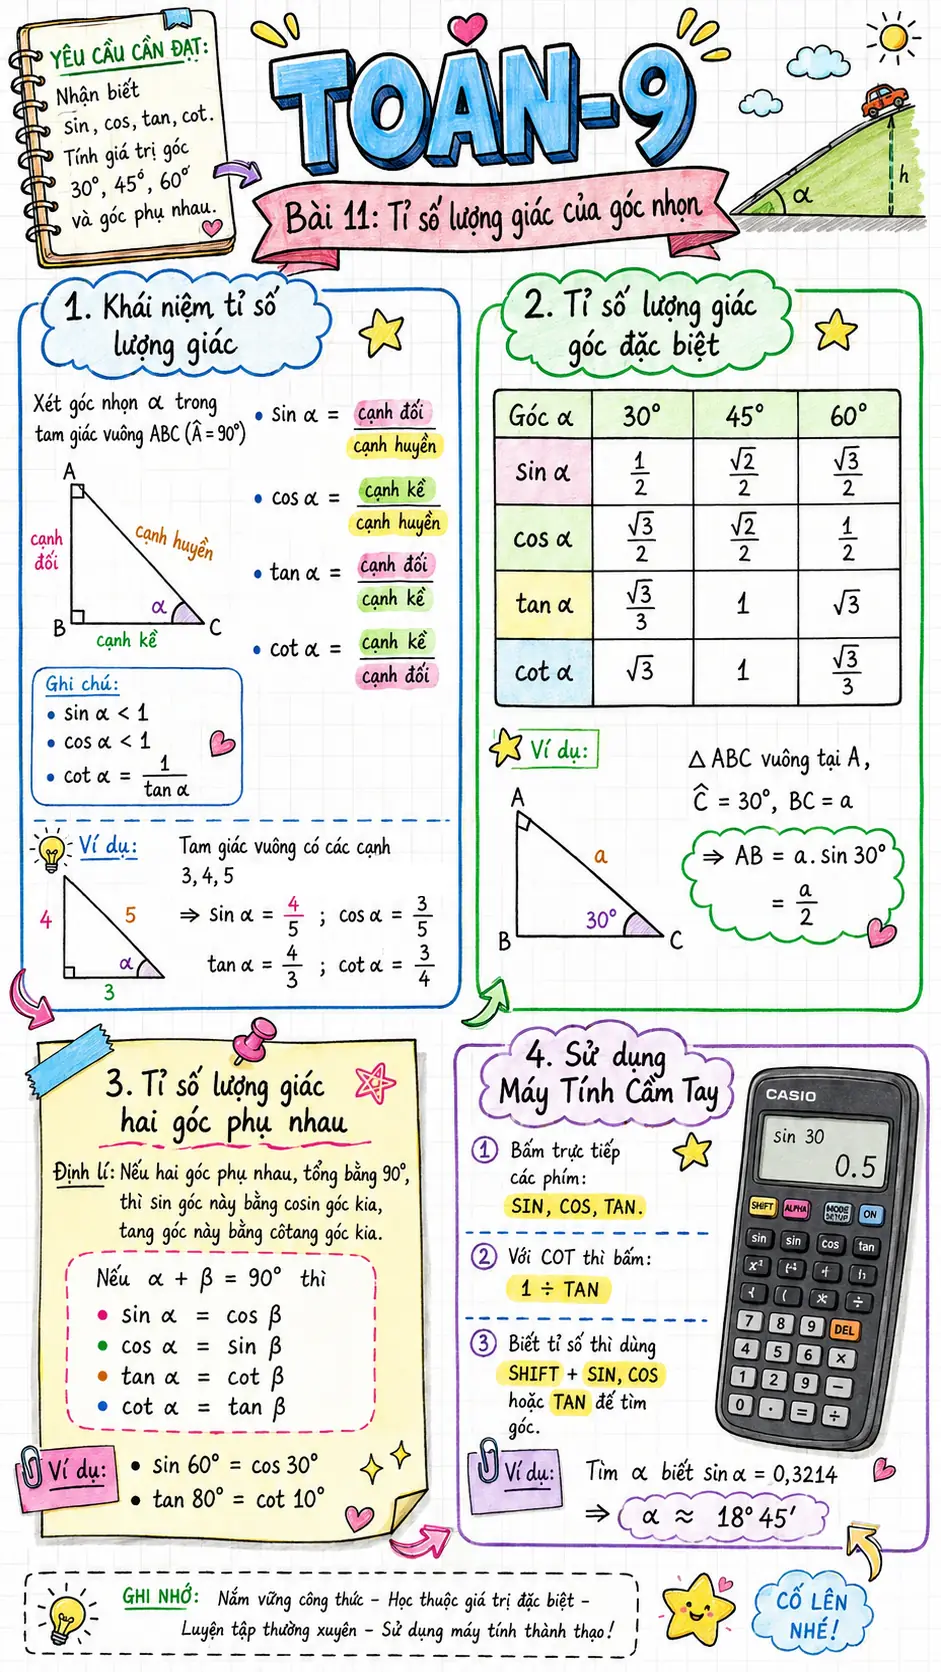 YÊU CẦU CẦN ĐẠT:
Nhận biết
sin, cos, tan, cot.
Tính giá trị góc
30°, 45°, 60°
và góc phụ nhau.
TOÁN-9
Bài 11: Tỉ số lượng giác của góc nhọn
α
h
1. Khái niệm tỉ số
lượng giác
Xét góc nhọn α trong
tam giác vuông ABC (Â = 90°)
A
cạnh
đối
cạnh huyền
α
B
C
cạnh kề
• sin α = cạnh đối / cạnh huyền
• cos α = cạnh kề / cạnh huyền
• tan α = cạnh đối / cạnh kề
• cot α = cạnh kề / cạnh đối
Ghi chú:
• sin α < 1
• cos α < 1
• cot α = 1 / tan α
Ví dụ:
Tam giác vuông có các cạnh
3, 4, 5
4
5
α
3
⇒ sin α = 4/5 ; cos α = 3/5
tan α = 4/3 ; cot α = 3/4
2. Tỉ số lượng giác
góc đặc biệt
Góc α 30° 45° 60°
sin α 1/2 √2/2 √3/2
cos α √3/2 √2/2 1/2
tan α √3/3 1 √3
cot α √3 1 √3/3
Ví dụ:
A
a
30°
B
C
△ ABC vuông tại A,
Ĉ = 30°, BC = a
⇒ AB = a. sin 30°
= a/2
3. Tỉ số lượng giác
hai góc phụ nhau
Định lí: Nếu hai góc phụ nhau, tổng bằng 90°,
thì sin góc này bằng cosin góc kia,
tang góc này bằng côtang góc kia.
Nếu α + β = 90° thì
• sin α = cos β
• cos α = sin β
• tan α = cot β
• cot α = tan β
Ví dụ:
• sin 60° = cos 30°
• tan 80° = cot 10°
4. Sử dụng
Máy Tính Cầm Tay
1 Bấm trực tiếp
các phím:
SIN, COS, TAN.
2 Với COT thì bấm:
1 ÷ TAN
3 Biết tỉ số thì dùng
SHIFT + SIN, COS
hoặc TAN để tìm
góc.
CASIO
sin 30
0.5
SHIFT ALPHA MODE SETUP ON
sin sin cos tan
7 8 9 DEL
4 5 6 ×
1 2 9 −
0 · = ÷
Ví dụ:
Tìm α biết sin α = 0,3214
⇒ α ≈ 18° 45′
GHI NHỚ: Nắm vững công thức – Học thuộc giá trị đặc biệt –
Luyện tập thường xuyên – Sử dụng máy tính thành thạo!
CỐ LÊN
NHÉ!